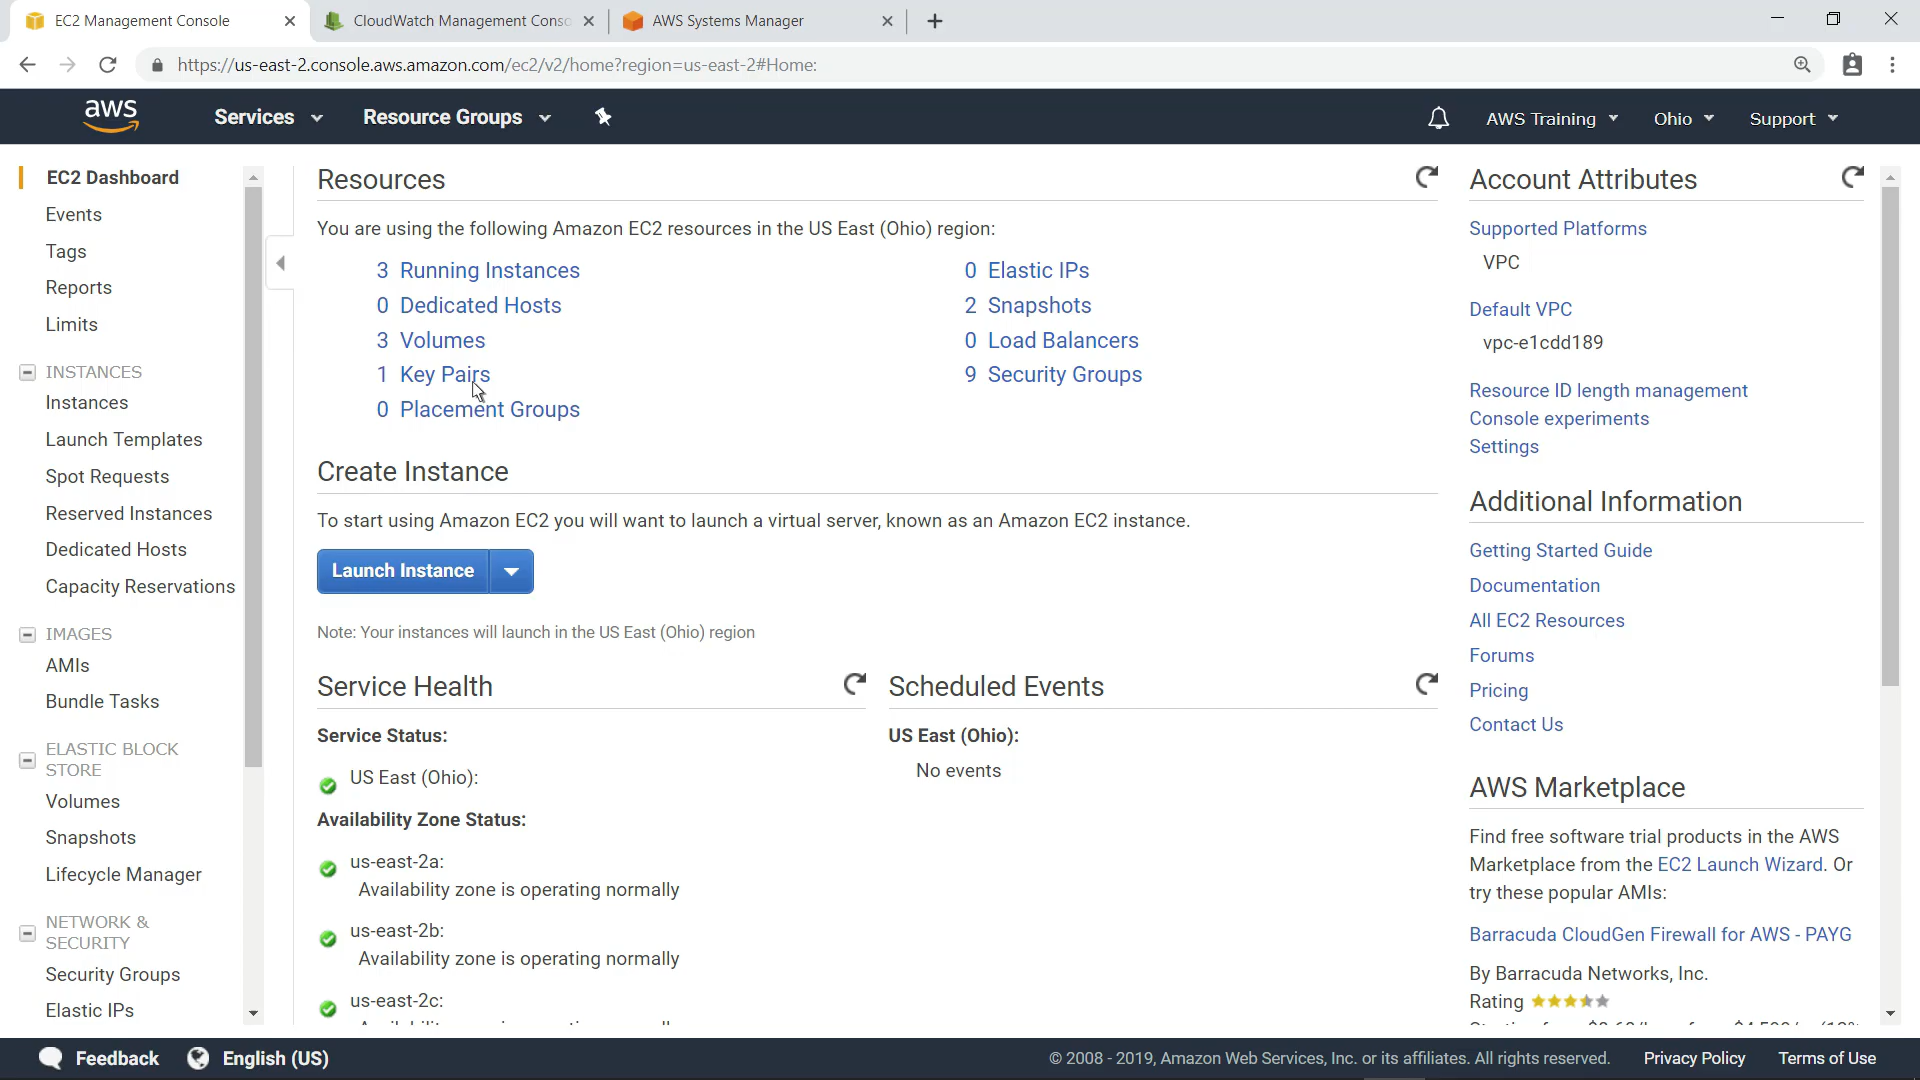 EC2 Management Console
CloudWatch Management Conso
AWS Systems Manager
https://us-east-2.console.aws.amazon.com/ec2/v2/home?region=us-east-2#Home:
aws
Services
Resource Groups
AWS Training
Ohio
Support
EC2 Dashboard
Events
Tags
Reports
Limits
INSTANCES
Instances
Launch Templates
Spot Requests
Reserved Instances
Dedicated Hosts
Capacity Reservations
IMAGES
AMIs
Bundle Tasks
ELASTIC BLOCK
STORE
Volumes
Snapshots
Lifecycle Manager
NETWORK &
SECURITY
Security Groups
Elastic IPs
Resources
You are using the following Amazon EC2 resources in the US East (Ohio) region:
3 Running Instances
0 Dedicated Hosts
3 Volumes
1 Key Pairs
0 Placement Groups
0 Elastic IPs
2 Snapshots
0 Load Balancers
9 Security Groups
Create Instance
To start using Amazon EC2 you will want to launch a virtual server, known as an Amazon EC2 instance.
Launch Instance
Note: Your instances will launch in the US East (Ohio) region
Service Health
Service Status:
US East (Ohio):
Availability Zone Status:
us-east-2a:
Availability zone is operating normally
us-east-2b:
Availability zone is operating normally
us-east-2c:
Scheduled Events
US East (Ohio):
No events
Account Attributes
Supported Platforms
VPC
Default VPC
vpc-e1cdd189
Resource ID length management
Console experiments
Settings
Additional Information
Getting Started Guide
Documentation
All EC2 Resources
Forums
Pricing
Contact Us
AWS Marketplace
Find free software trial products in the AWS
Marketplace from the EC2 Launch Wizard. Or
try these popular AMIs:
Barracuda CloudGen Firewall for AWS - PAYG
By Barracuda Networks, Inc.
Rating
Feedback
English (US)
© 2008 - 2019, Amazon Web Services, Inc. or its affiliates. All rights reserved.
Privacy Policy
Terms of Use